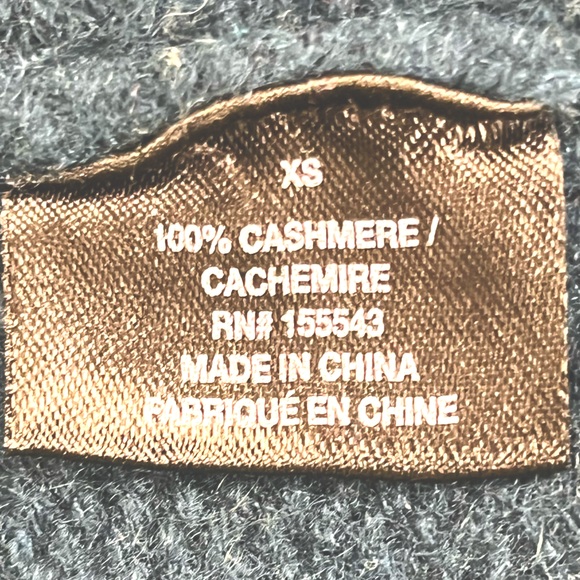 XS
100% CASHMERE /
CACHEMIRE
RN# 155543
MADE IN CHINA
FABRIQUÉ EN CHINE